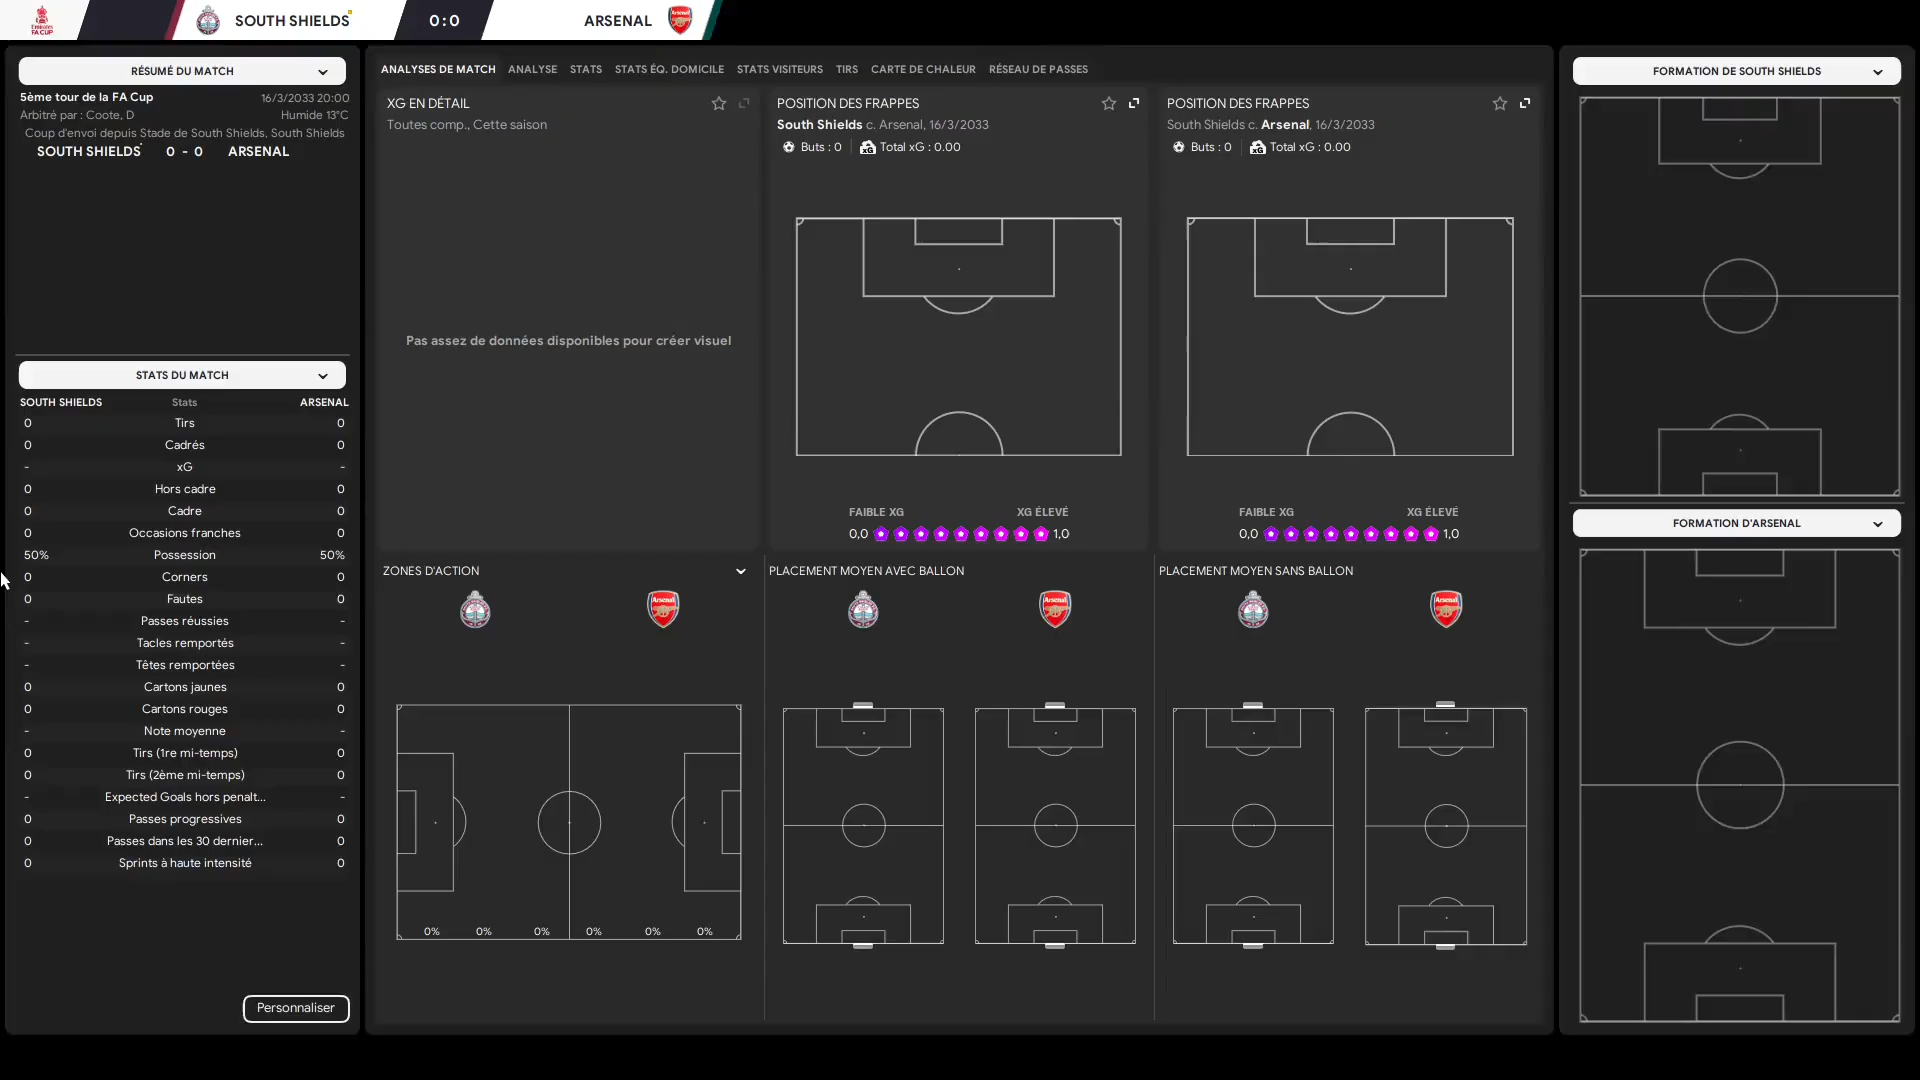 Emirates
FA CUP
SOUTH SHIELDS
0 : 0
ARSENAL
RÉSUMÉ DU MATCH
5ème tour de la FA Cup
16/3/2033 20:00
Arbitré par : Coote, D
Humide 13°C
Coup d'envoi depuis Stade de South Shields, South Shields
SOUTH SHIELDS 0 - 0 ARSENAL
STATS DU MATCH
SOUTH SHIELDS Stats ARSENAL
0 Tirs 0
0 Cadrés 0
- xG -
0 Hors cadre 0
0 Cadre 0
0 Occasions franches 0
50% Possession 50%
0 Corners 0
0 Fautes 0
- Passes réussies -
- Tacles remportés -
- Têtes remportées -
0 Cartons jaunes 0
0 Cartons rouges 0
- Note moyenne -
0 Tirs (1re mi-temps) 0
0 Tirs (2ème mi-temps) 0
- Expected Goals hors penalt... -
0 Passes progressives 0
0 Passes dans les 30 dernier... 0
0 Sprints à haute intensité 0
Personnaliser
ANALYSES DE MATCH ANALYSE STATS STATS ÉQ. DOMICILE STATS VISITEURS TIRS CARTE DE CHALEUR RÉSEAU DE PASSES
XG EN DÉTAIL
Toutes comp., Cette saison
Pas assez de données disponibles pour créer visuel
POSITION DES FRAPPES
South Shields c. Arsenal, 16/3/2033
Buts : 0 xG Total xG : 0.00
FAIBLE XG XG ÉLEVÉ
0,0 1,0
POSITION DES FRAPPES
South Shields c. Arsenal, 16/3/2033
Buts : 0 xG Total xG : 0.00
FAIBLE XG XG ÉLEVÉ
0,0 1,0
ZONES D'ACTION
Arsenal
0% 0% 0% 0% 0% 0%
PLACEMENT MOYEN AVEC BALLON
Arsenal
PLACEMENT MOYEN SANS BALLON
Arsenal
FORMATION DE SOUTH SHIELDS
FORMATION D'ARSENAL